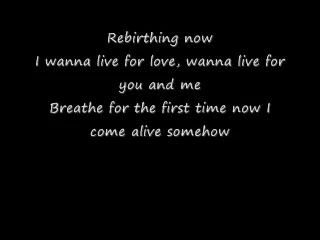 Rebirthing now
I wanna live for love, wanna live for
you and me
Breathe for the first time now I
come alive somehow